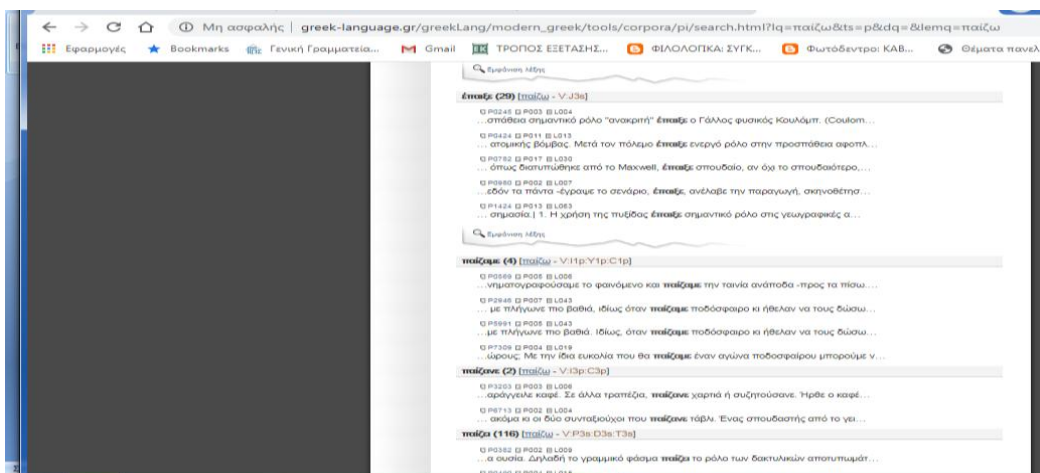 Μη ασφαλής | greek-language.gr/greekLang/modern_greek/tools/corpora/pi/search.html?lq=παίζω&ts=p&dq=&lemq=παίζω
Εφαρμογές Bookmarks Γενική Γραμματεία... Gmail ΤΡΟΠΟΣ ΕΞΕΤΑΣΗΣ... ΦΙΛΟΛΟΓΙΚΑ: ΣΥΓΚ... Φωτόδεντρο: ΚΑΒ... Θέματα πανελ
Εμφάνιση λέξης
έπαιξε (29) [παίζω - V:J3s]
P0245 P003 L004
...σπάθεια σημαντικό ρόλο "ανακριτή" έπαιξε ο Γάλλος φυσικός Κουλόμπ. (Coulom...
P0424 P011 L013
... ατομικής βόμβας. Μετά τον πόλεμο έπαιξε ενεργό ρόλο στην προσπάθεια αφοπλ...
P0782 P017 L030
... όπως διατυπώθηκε από το Maxwell, έπαιξε σπουδαίο, αν όχι το σπουδαιότερο,...
P0980 P002 L007
...εδόν τα πάντα -έγραψε το σενάριο, έπαιξε, ανέλαβε την παραγωγή, σκηνοθέτησ...
P1424 P013 L063
... σημασία.] 1. Η χρήση της πυξίδας έπαιξε σημαντικό ρόλο στις γεωγραφικές α...
Εμφάνιση λέξης
παίζαμε (4) [παίζω - V:I1p:Y1p:C1p]
P0569 P005 L006
...νηματογραφούσαμε το φαινόμενο και παίζαμε την ταινία ανάποδα -προς τα πίσω....
P2945 P007 L043
... με πλήγωνε πιο βαθιά, ιδίως όταν παίζαμε ποδόσφαιρο κι ήθελαν να τους δώσω...
P5991 P005 L043
...με πλήγωνε πιο βαθιά. Ιδίως, όταν παίζαμε ποδόσφαιρο κι ήθελαν να τους δώσω...
P7309 P004 L019
...ώρους; Με την ίδια ευκολία που θα παίζαμε έναν αγώνα ποδοσφαίρου μπορούμε ν...
παίζανε (2) [παίζω - V:I3p:C3p]
P3203 P003 L006
...αράγγειλε καφέ. Σε άλλα τραπέζια, παίζανε χαρτιά ή συζητούσανε. Ήρθε ο καφέ...
P6713 P002 L004
... ακόμα κι οι δύο συνταξιούχοι που παίζανε τάβλι. Ένας σπουδαστής από το γει...
παίζει (116) [παίζω - V:P3s:D3s:T3s]
P0382 P002 L009
...α ουσία. Δηλαδή το γραμμικό φάσμα παίζει το ρόλο των δακτυλικών αποτυπωμάτ...